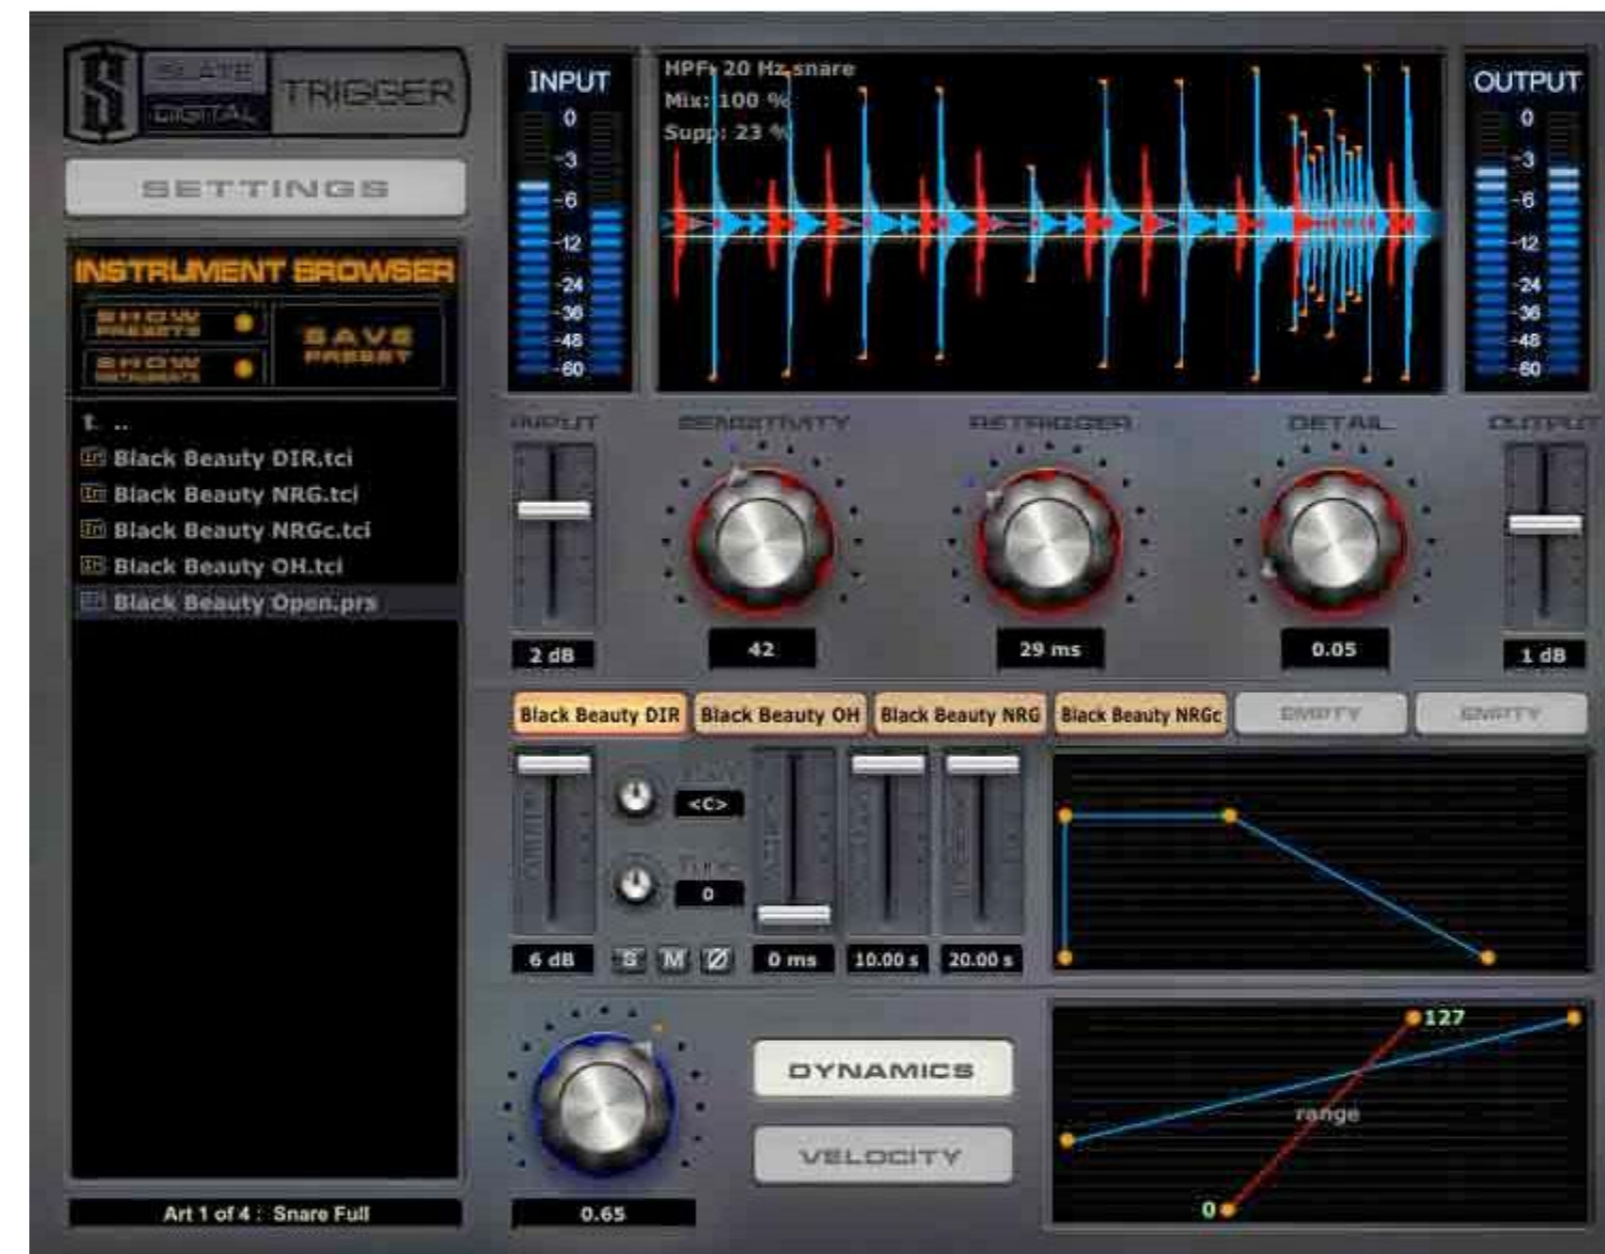 SLATE
DIGITAL
TRIGGER
SETTINGS
INSTRUMENT BROWSER
SHOW
PRESETS
SHOW
SAVE
PRESET
..
Black Beauty DIR.tci
Black Beauty NRG.tci
Black Beauty NRGc.tci
Black Beauty OH.tci
Black Beauty Open.prs
Art 1 of 4 : Snare Full
INPUT
0
-3
-6
-12
-24
-36
-48
-60
HPF: 20 Hz snare
Mix: 100 %
Supp: 23 %
OUTPUT
0
-3
-6
-12
-24
-36
-48
-60
INPUT
SENSITIVITY
RETRIGGER
DETAIL
OUTPUT
2 dB
42
29 ms
0.05
1 dB
Black Beauty DIR
Black Beauty OH
Black Beauty NRG
Black Beauty NRGc
EMPTY
EMPTY
<C>
0
6 dB
S
M
Ø
0 ms
10.00 s
20.00 s
0.65
DYNAMICS
VELOCITY
127
range
0